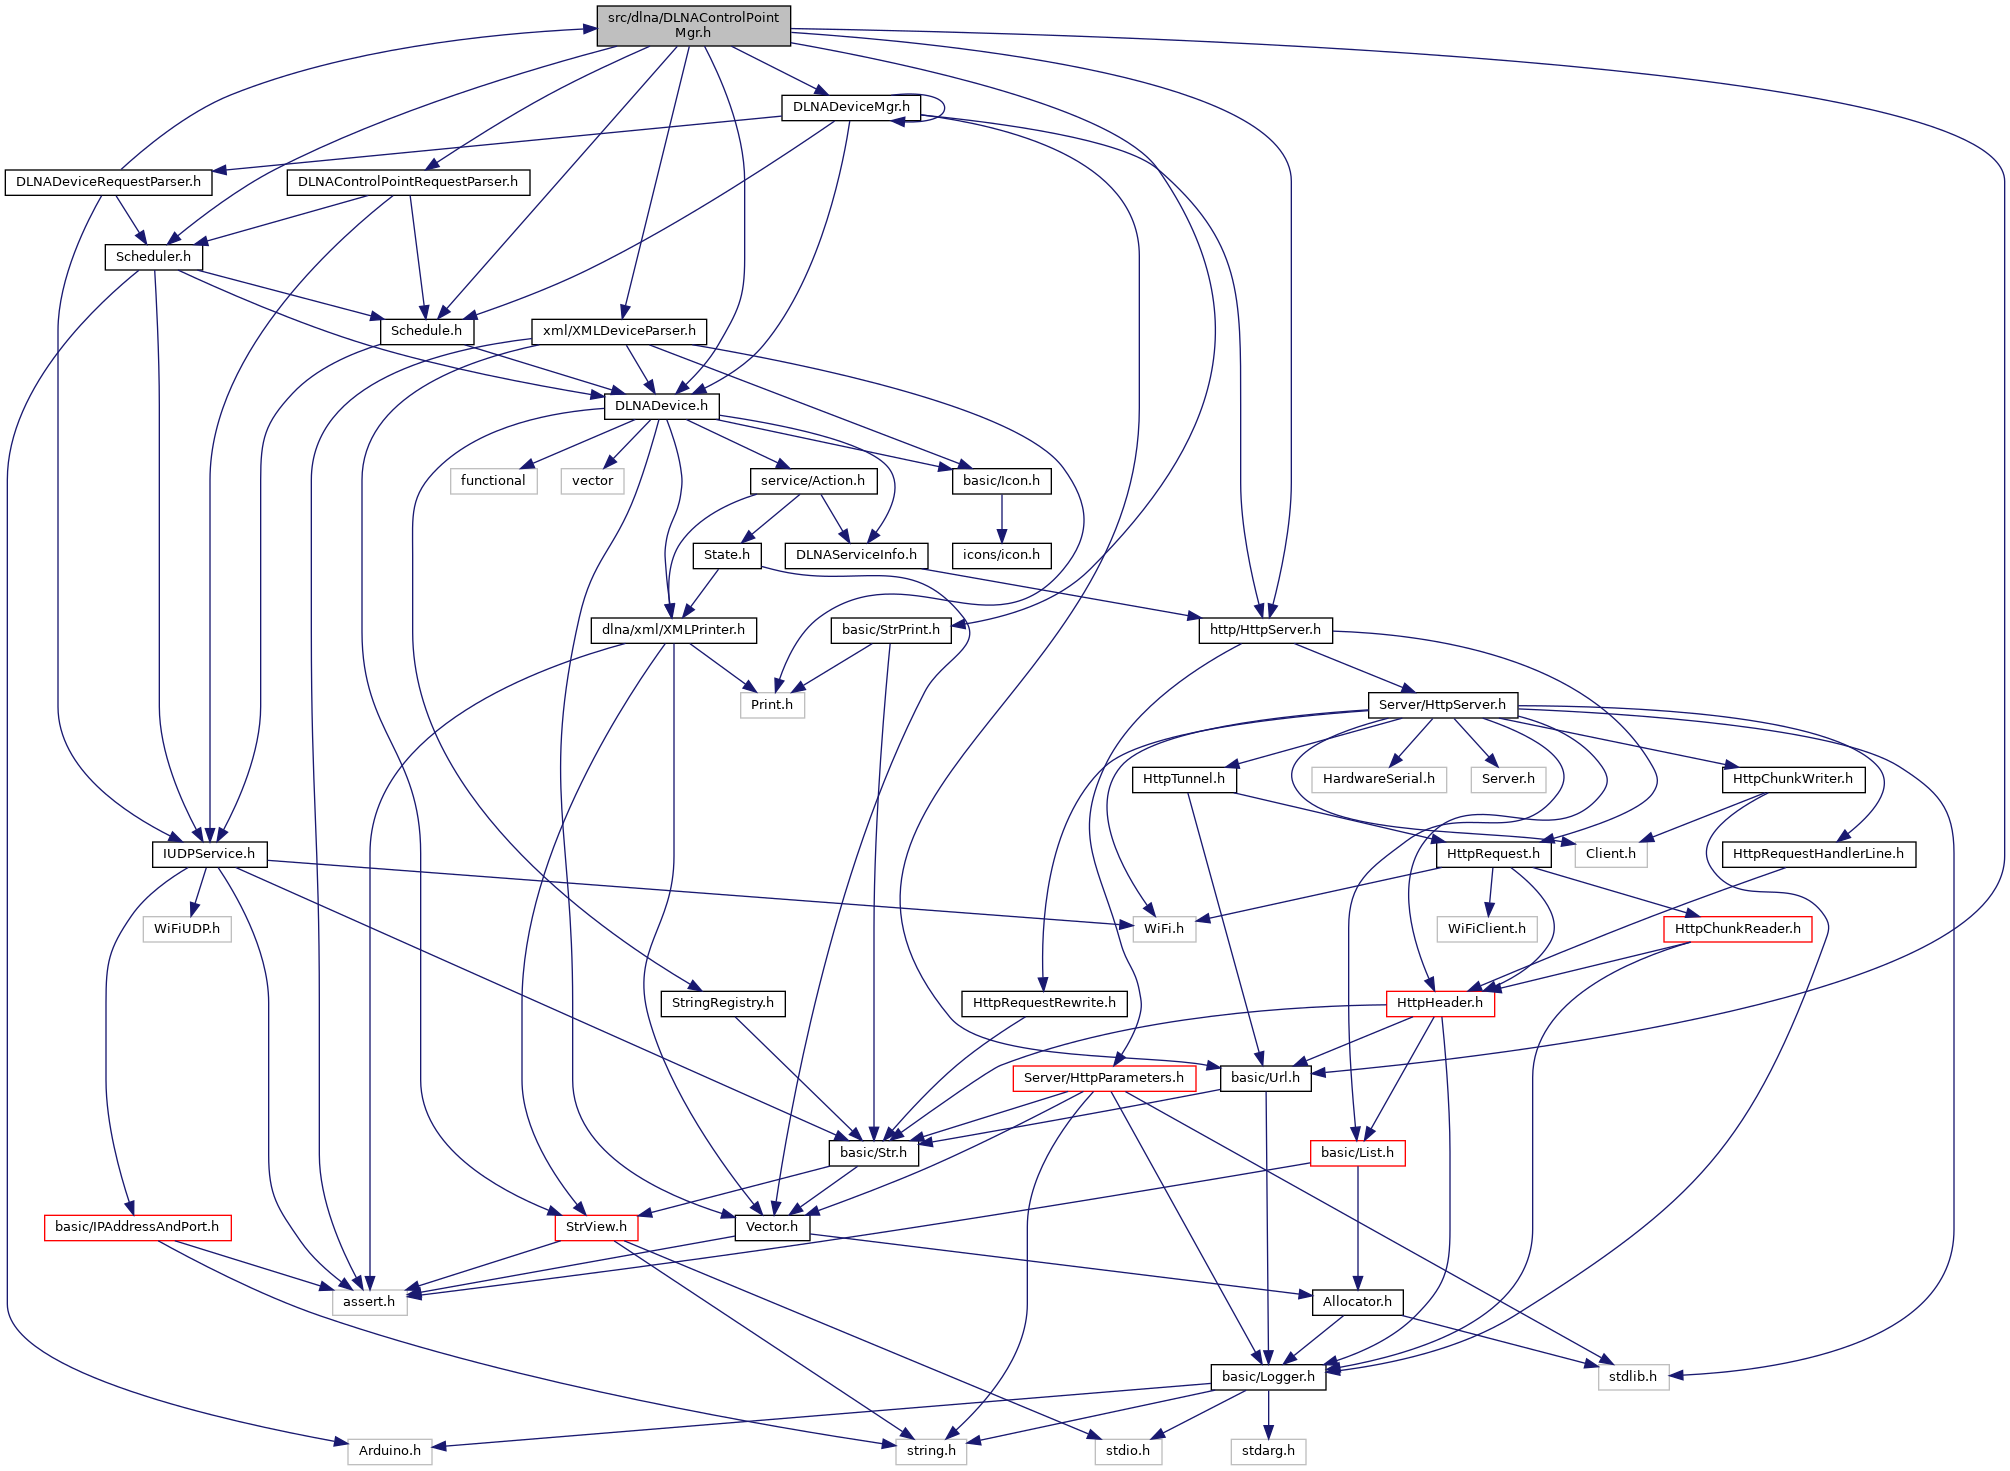 src/dlna/DLNAControlPoint
Mgr.h
DLNADeviceMgr.h
DLNADeviceRequestParser.h
DLNAControlPointRequestParser.h
Scheduler.h
Schedule.h
xml/XMLDeviceParser.h
DLNADevice.h
functional
vector
service/Action.h
basic/Icon.h
State.h
DLNAServiceInfo.h
icons/icon.h
dlna/xml/XMLPrinter.h
basic/StrPrint.h
http/HttpServer.h
Print.h
Server/HttpServer.h
HttpTunnel.h
HardwareSerial.h
Server.h
HttpChunkWriter.h
IUDPService.h
HttpRequest.h
Client.h
HttpRequestHandlerLine.h
WiFiUDP.h
WiFi.h
WiFiClient.h
HttpChunkReader.h
StringRegistry.h
HttpRequestRewrite.h
HttpHeader.h
Server/HttpParameters.h
basic/Url.h
basic/Str.h
basic/List.h
basic/IPAddressAndPort.h
StrView.h
Vector.h
assert.h
Allocator.h
basic/Logger.h
stdlib.h
Arduino.h
string.h
stdio.h
stdarg.h